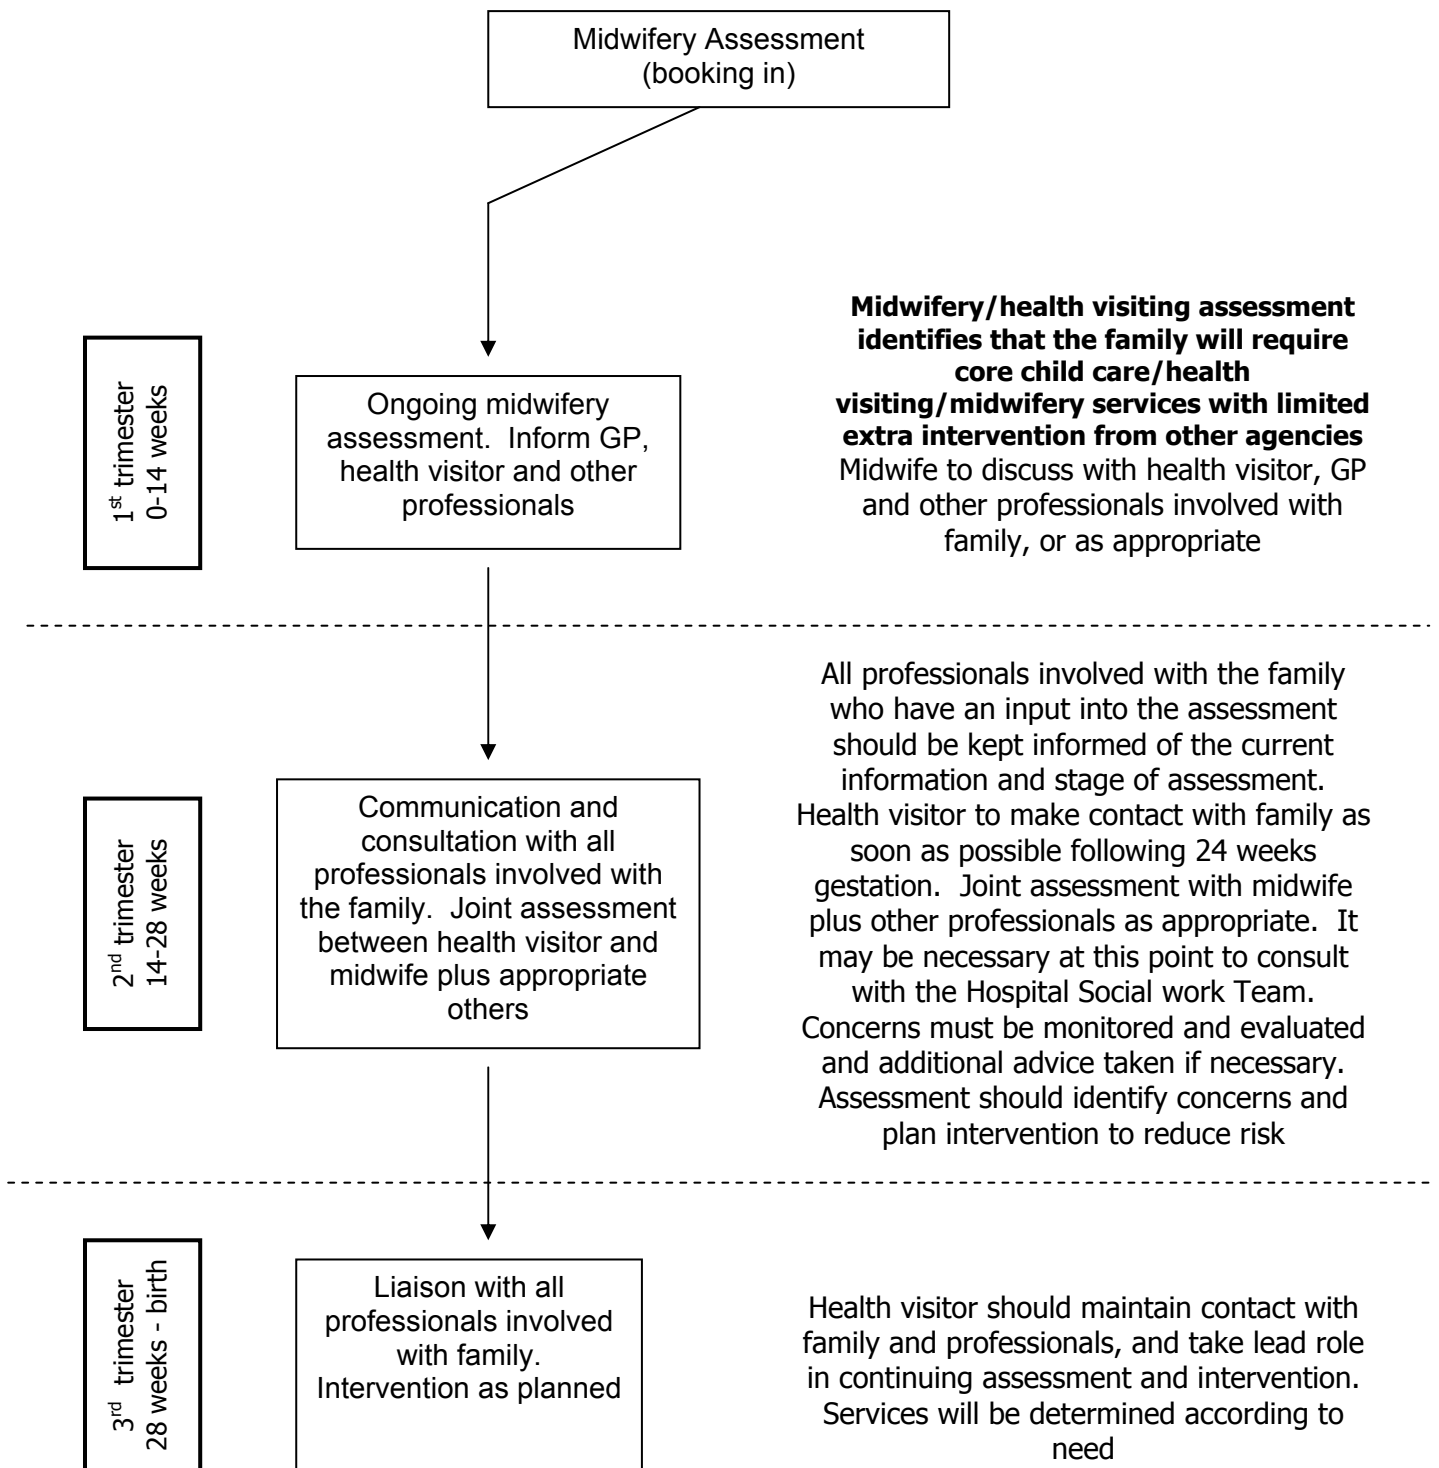 Midwifery Assessment
(booking in)
1st trimester
0-14 weeks
Ongoing midwifery
assessment.  Inform GP,
health visitor and other
professionals
Midwifery/health visiting assessment
identifies that the family will require
core child care/health
visiting/midwifery services with limited
extra intervention from other agencies
Midwife to discuss with health visitor, GP
and other professionals involved with
family, or as appropriate
2nd trimester
14-28 weeks
Communication and
consultation with all
professionals involved with
the family.  Joint assessment
between health visitor and
midwife plus appropriate
others
All professionals involved with the family
who have an input into the assessment
should be kept informed of the current
information and stage of assessment.
Health visitor to make contact with family as
soon as possible following 24 weeks
gestation.  Joint assessment with midwife
plus other professionals as appropriate.  It
may be necessary at this point to consult
with the Hospital Social work Team.
Concerns must be monitored and evaluated
and additional advice taken if necessary.
Assessment should identify concerns and
plan intervention to reduce risk
3rd trimester
28 weeks - birth
Liaison with all
professionals involved
with family.
Intervention as planned
Health visitor should maintain contact with
family and professionals, and take lead role
in continuing assessment and intervention.
Services will be determined according to
need